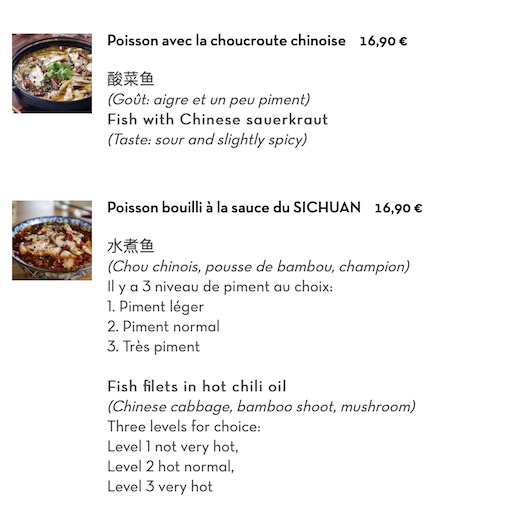 Poisson avec la choucroute chinoise 16,90 €
酸菜鱼
(Goût: aigre et un peu piment)
Fish with Chinese sauerkraut
(Taste: sour and slightly spicy)
Poisson bouilli à la sauce du SICHUAN 16,90 €
水煮鱼
(Chou chinois, pousse de bambou, champion)
Il y a 3 niveau de piment au choix:
1. Piment léger
2. Piment normal
3. Très piment
Fish filets in hot chili oil
(Chinese cabbage, bamboo shoot, mushroom)
Three levels for choice:
Level 1 not very hot,
Level 2 hot normal,
Level 3 very hot